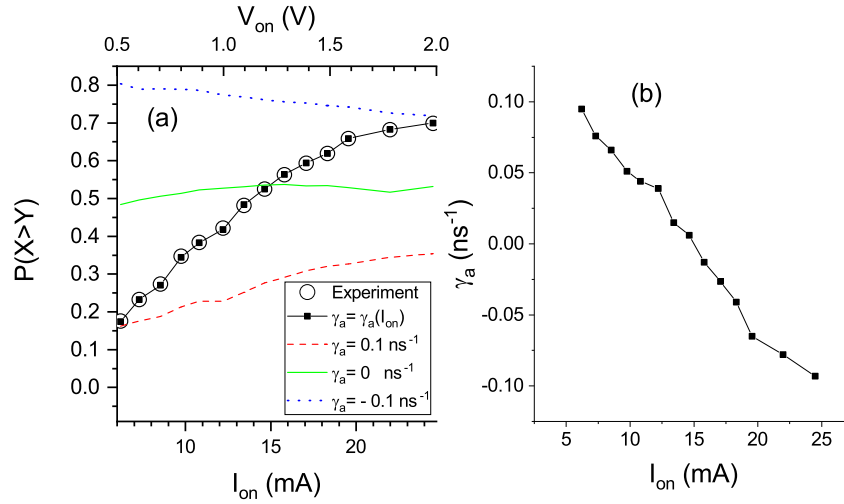 V_on (V)
0.5 1.0 1.5 2.0
(a)
P(X>Y)
0.8
0.7
0.6
0.5
0.4
0.3
0.2
0.1
0.0
Experiment
γ_a= γ_a(I_on)
γ_a= 0.1 ns⁻¹
γ_a= 0 ns⁻¹
γ_a= - 0.1 ns⁻¹
10 15 20
I_on (mA)
(b)
γ_a (ns⁻¹)
0.10
0.05
0.00
-0.05
-0.10
5 10 15 20 25
I_on (mA)